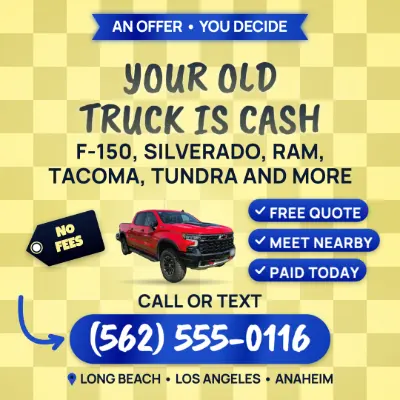 AN OFFER • YOU DECIDE
YOUR OLD
TRUCK IS CASH
F-150, SILVERADO, RAM,
TACOMA, TUNDRA AND MORE
NO
FEES
FREE QUOTE
MEET NEARBY
PAID TODAY
CALL OR TEXT
(562) 555-0116
LONG BEACH • LOS ANGELES • ANAHEIM